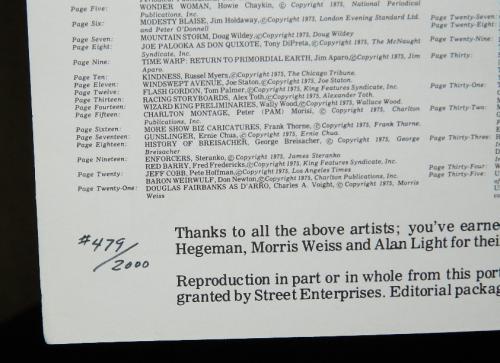 Page Five: WONDER WOMAN, Howie Chaykin, © Copyright 1975, National Periodical Publications, Inc.
Page Six: MODESTY BLAISE, Jim Holdaway, ©Copyright 1975, London Evening Standard Ltd. and Peter O'Donnell
Page Seven: MOUNTAIN STORM, Doug Wildey, ©Copyright 1975, Doug Wildey
Page Eight: JOE PALOOKA AS DON QUIXOTE, Tony DiPreta, ©Copyright 1975, The McNaught Syndicate, Inc.
Page Nine: TIME WARP: RETURN TO PRIMORDIAL EARTH, Jim Aparo, ©Copyright 1975, Jim Aparo.
Page Ten: KINDNESS, Russel Myers, ©Copyright 1975, The Chicago Tribune.
Page Eleven: WINDSWEPT AVENUE, Joe Staton, ©Copyright 1975, Joe Staton.
Page Twelve: FLASH GORDON, Tom Palmer, ©Copyright 1975, King Features Syndicate, Inc.
Page Thirteen: RACING STORYBOARDS, Alex Toth, ©Copyright 1975, Alexander Toth.
Page Fourteen: WIZARD KING PRELIMINARIES, Wally Wood, ©Copyright 1975, Wallace Wood.
Page Fifteen: CHARLTON MONTAGE, Peter (PAM) Morisi, © Copyright 1975, Charlton Publications, Inc.
Page Sixteen: MORE SHOW BIZ CARICATURES, Frank Thorne, © Copyright 1975, Frank Thorne.
Page Seventeen: GUNSLINGER, Ernie Chua, © Copyright 1975, Ernie Chua.
Page Eighteen: HISTORY OF BREISACHER, George Breisacher, © Copyright 1975, George Breisacher
Page Nineteen: ENFORCERS, Steranko, © Copyright 1975, James Steranko
RED BARRY, Fred Fredericks, ©Copyright 1975, King Features Syndicate, Inc.
Page Twenty: JEFF COBB, Pete Hoffman, ©Copyright 1975, Los Angeles Times
BARON WEIRWULF, Don Newton, ©Copyright 1975, Charlton Publications, Inc.
Page Twenty-One: DOUGLAS FAIRBANKS AS D'ARRO, Charles A. Voight, © Copyright 1975, Morris Weiss
Page Twenty-Seven:
Page Twenty-Eight:
Page Thirty:
Page Thirty-One:
Page Thirty-Two:
Page Thirty-Three:
Page Thirty-Four:
Page Thirty-Five:
#479/2000
Thanks to all the above artists; you've earne
Hegeman, Morris Weiss and Alan Light for thei
Reproduction in part or in whole from this por
granted by Street Enterprises. Editorial packag